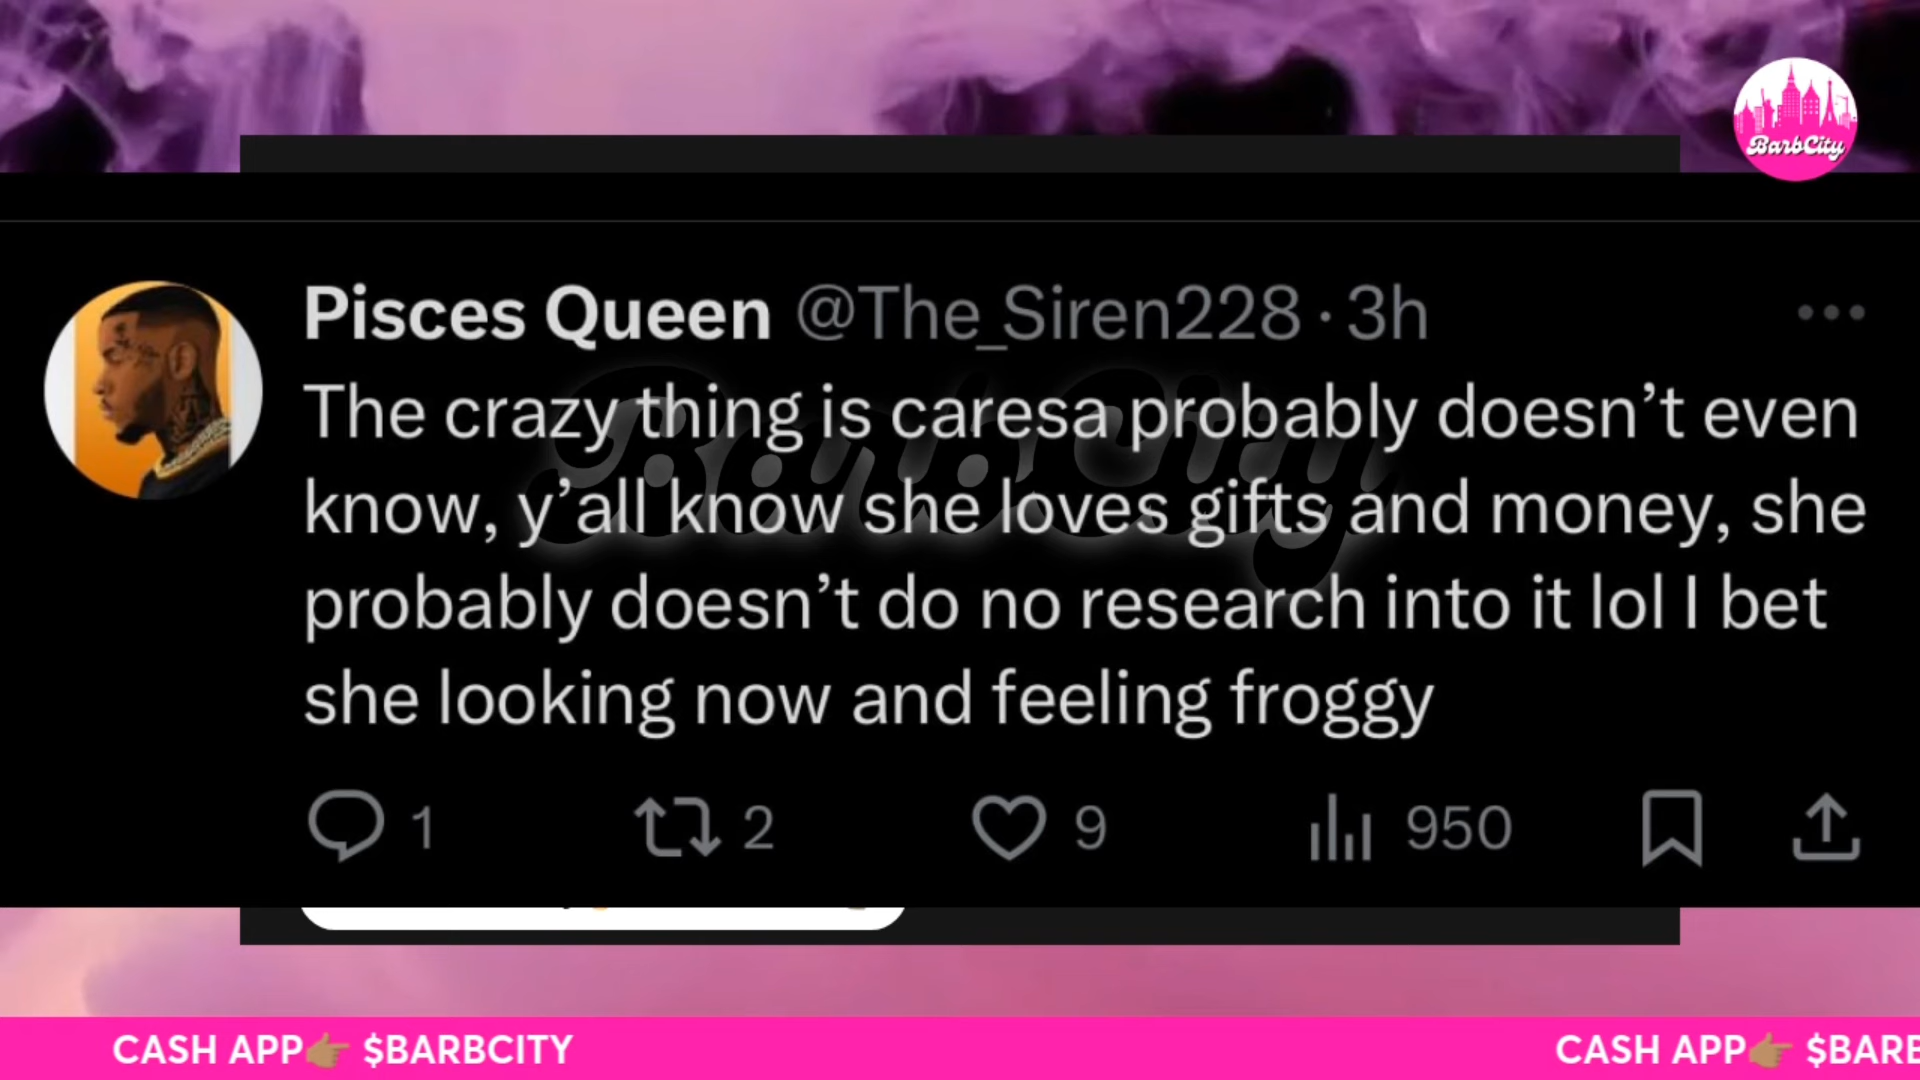 BarbCity
Pisces Queen @The_Siren228 · 3h
The crazy thing is caresa probably doesn’t even
know, y’all know she loves gifts and money, she
probably doesn’t do no research into it lol I bet
she looking now and feeling froggy
BarbCity
1 2 9 950
CASH APP👉🏽 $BARBCITY CASH APP👉🏽 $BARB